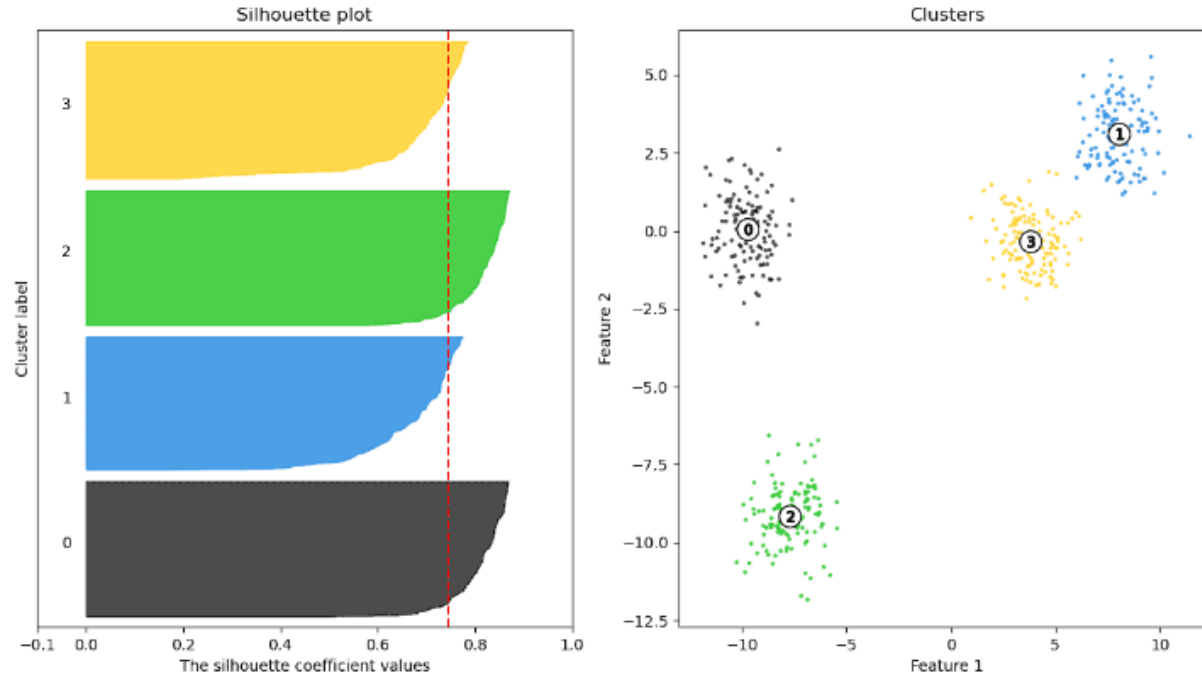 Silhouette plot
Cluster label
3
2
1
0
−0.1 0.0 0.2 0.4 0.6 0.8 1.0
The silhouette coefficient values
Clusters
Feature 2
5.0
2.5
0.0
−2.5
−5.0
−7.5
−10.0
−12.5
1
0
3
2
−10 −5 0 5 10
Feature 1